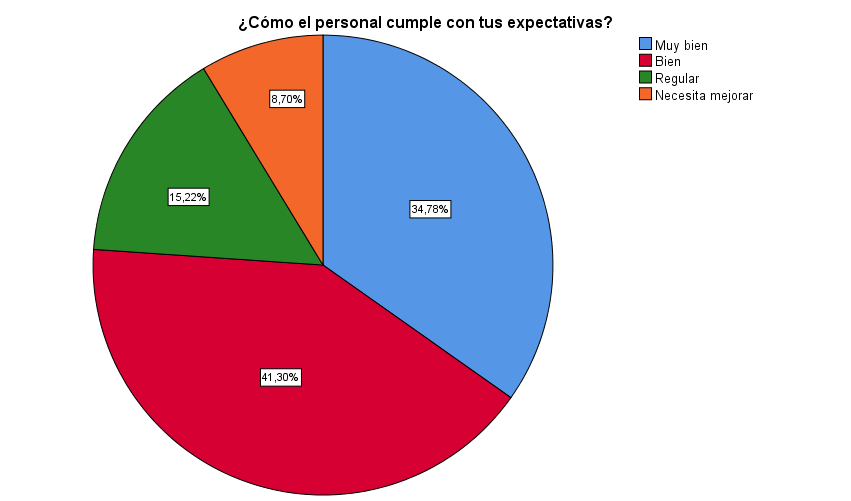 ¿Cómo el personal cumple con tus expectativas?
Muy bien
Bien
Regular
Necesita mejorar
8,70%
15,22%
34,78%
41,30%